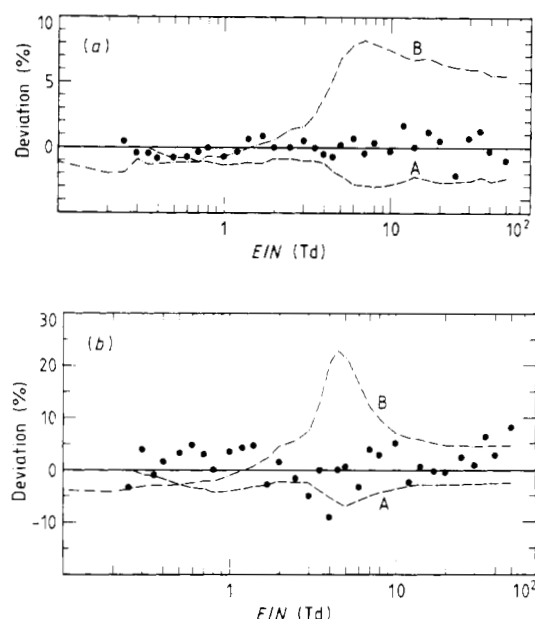 10
5
0
Deviation (%)
(a)
B
A
1
10
10²
E/N (Td)
30
20
10
0
-10
Deviation (%)
(b)
B
A
1
10
10²
E/N (Td)